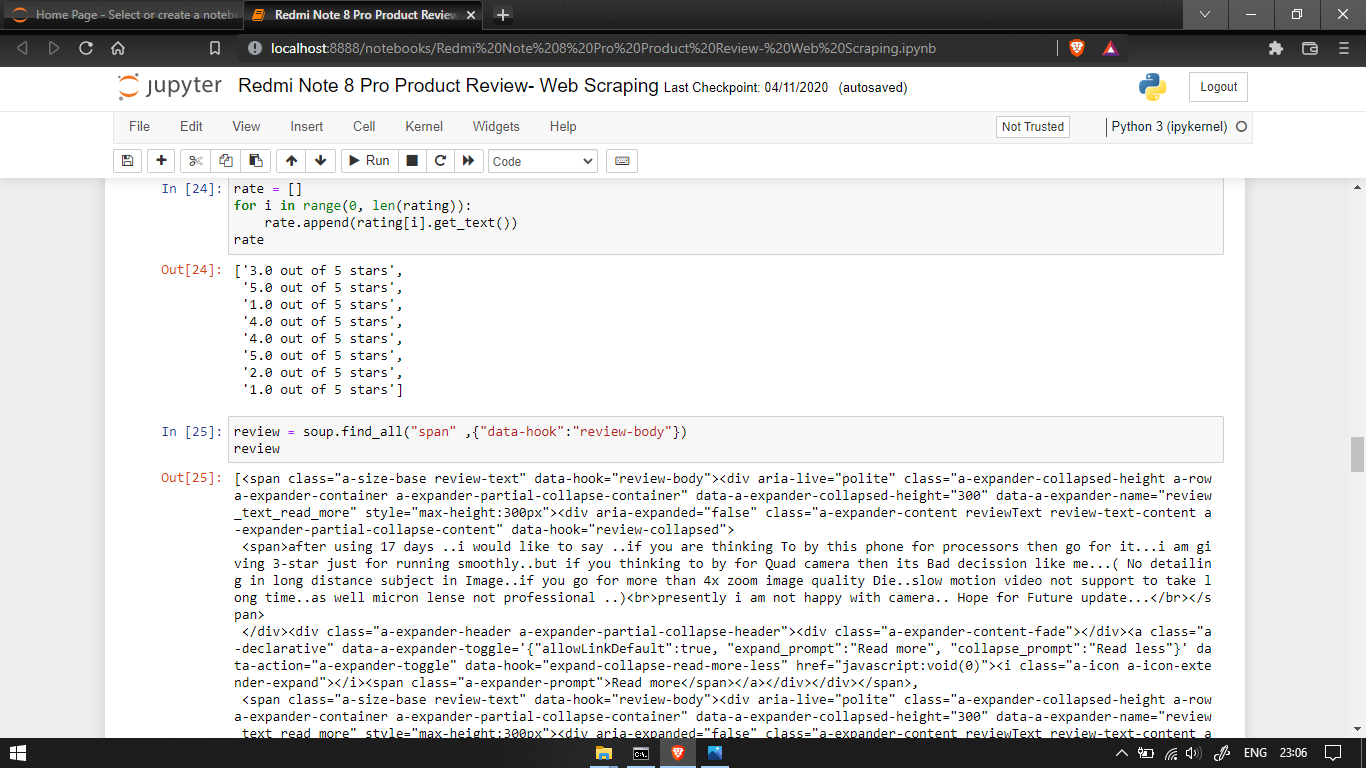 Home Page - Select or create a noteb
Redmi Note 8 Pro Product Review
localhost:8888/notebooks/Redmi%20Note%208%20Pro%20Product%20Review-%20Web%20Scraping.ipynb
jupyter Redmi Note 8 Pro Product Review- Web Scraping Last Checkpoint: 04/11/2020 (autosaved)
Logout
File Edit View Insert Cell Kernel Widgets Help
Not Trusted
Python 3 (ipykernel)
Run
Code
In [24]: rate = []
for i in range(0, len(rating)):
    rate.append(rating[i].get_text())
rate
Out[24]: ['3.0 out of 5 stars',
'5.0 out of 5 stars',
'1.0 out of 5 stars',
'4.0 out of 5 stars',
'4.0 out of 5 stars',
'5.0 out of 5 stars',
'2.0 out of 5 stars',
'1.0 out of 5 stars']
In [25]: review = soup.find_all("span" ,{"data-hook":"review-body"})
review
Out[25]: [<span class="a-size-base review-text" data-hook="review-body"><div aria-live="polite" class="a-expander-collapsed-height a-row
a-expander-container a-expander-partial-collapse-container" data-a-expander-collapsed-height="300" data-a-expander-name="review
_text_read_more" style="max-height:300px"><div aria-expanded="false" class="a-expander-content reviewText review-text-content a
-expander-partial-collapse-content" data-hook="review-collapsed">
<span>after using 17 days ..i would like to say ..if you are thinking To by this phone for processors then go for it...i am gi
ving 3-star just for running smoothly..but if you thinking to by for Quad camera then its Bad decission like me...( No detailin
g in long distance subject in Image..if you go for more than 4x zoom image quality Die..slow motion video not support to take l
ong time..as well micron lense not professional ..)<br>presently i am not happy with camera.. Hope for Future update...</br></s
pan>
</div><div class="a-expander-header a-expander-partial-collapse-header"><div class="a-expander-content-fade"></div><a class="a
-declarative" data-a-expander-toggle='{"allowLinkDefault":true, "expand_prompt":"Read more", "collapse_prompt":"Read less"}' da
ta-action="a-expander-toggle" data-hook="expand-collapse-read-more-less" href="javascript:void(0)"><i class="a-icon a-icon-exte
nder-expand"></i><span class="a-expander-prompt">Read more</span></a></div></div></span>,
<span class="a-size-base review-text" data-hook="review-body"><div aria-live="polite" class="a-expander-collapsed-height a-row
a-expander-container a-expander-partial-collapse-container" data-a-expander-collapsed-height="300" data-a-expander-name="review
_text_read_more" style="max-height:300px"><div aria-expanded="false" class="a-expander-content reviewText review-text-content a
ENG 23:06